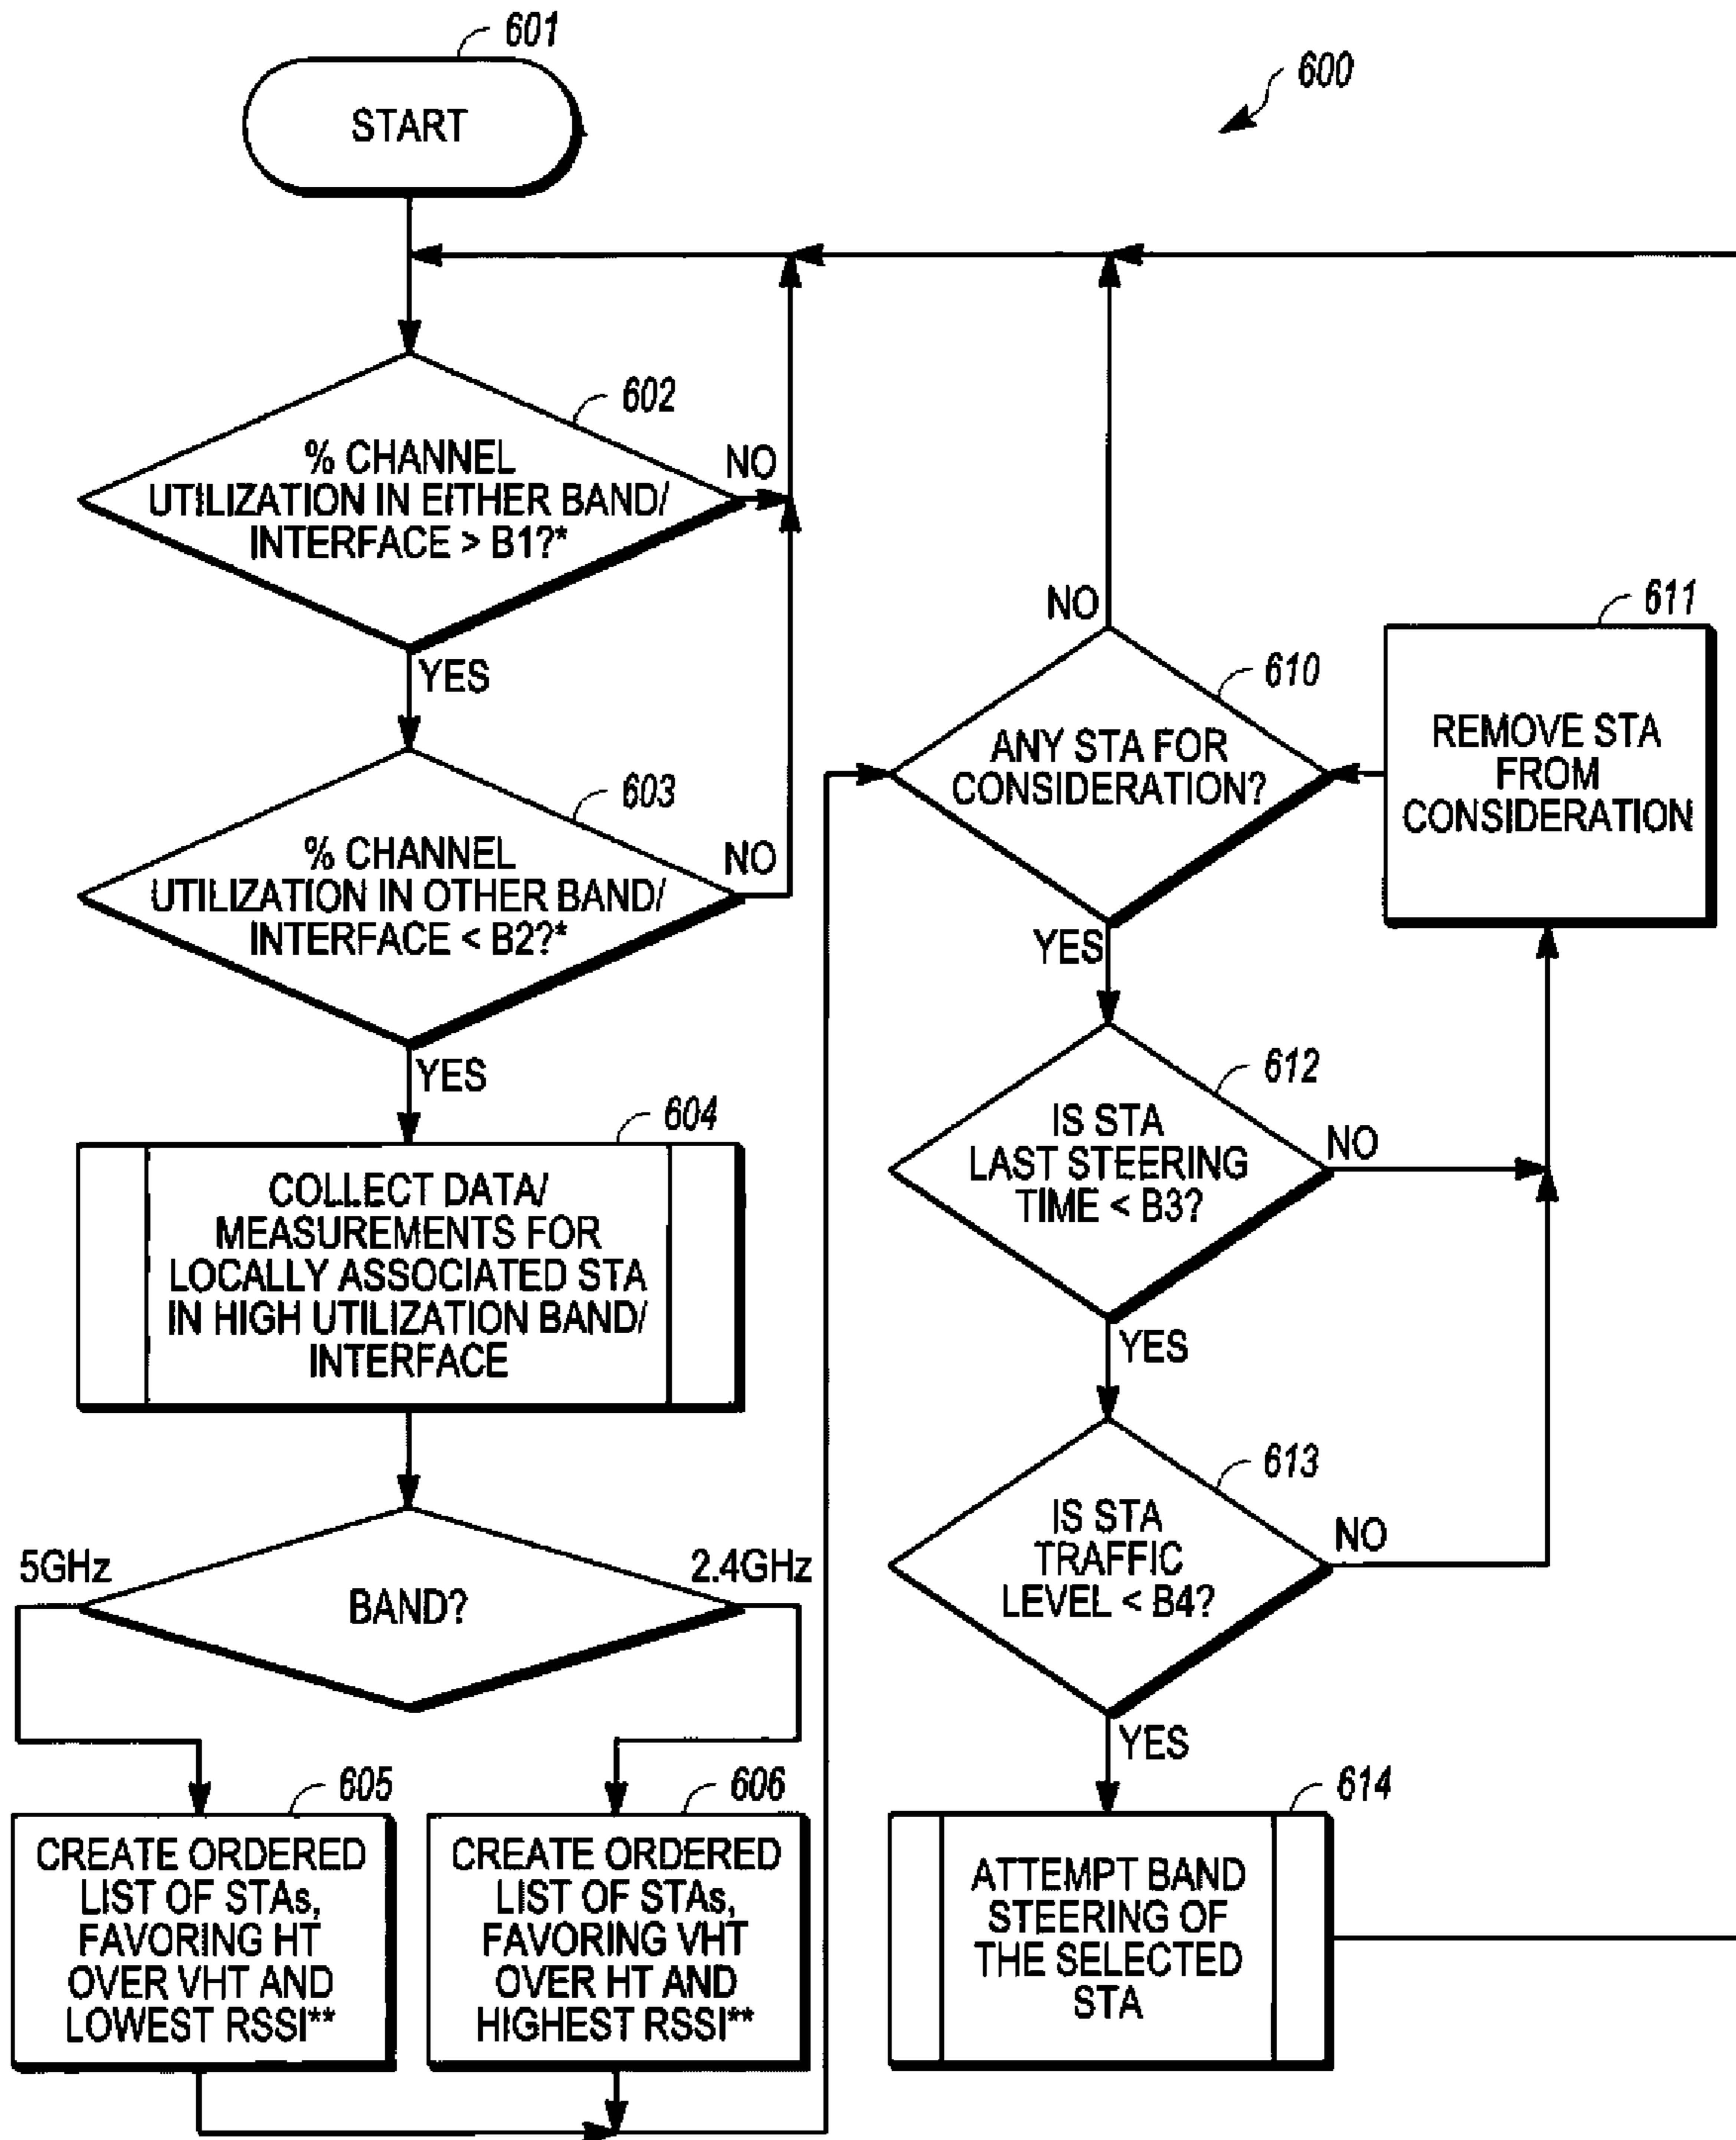 601
START
600
602
% CHANNEL
UTILIZATION IN EITHER BAND/
INTERFACE > B1?*
NO
YES
603
% CHANNEL
UTILIZATION IN OTHER BAND/
INTERFACE < B2?*
NO
YES
604
COLLECT DATA/
MEASUREMENTS FOR
LOCALLY ASSOCIATED STA
IN HIGH UTILIZATION BAND/
INTERFACE
5GHz
BAND?
2.4GHz
605
CREATE ORDERED
LIST OF STAs,
FAVORING HT
OVER VHT AND
LOWEST RSSI**
606
CREATE ORDERED
LIST OF STAs,
FAVORING VHT
OVER HT AND
HIGHEST RSSI**
NO
610
ANY STA FOR
CONSIDERATION?
YES
611
REMOVE STA
FROM
CONSIDERATION
612
IS STA
LAST STEERING
TIME < B3?
NO
YES
613
IS STA
TRAFFIC
LEVEL < B4?
NO
YES
614
ATTEMPT BAND
STEERING OF
THE SELECTED
STA